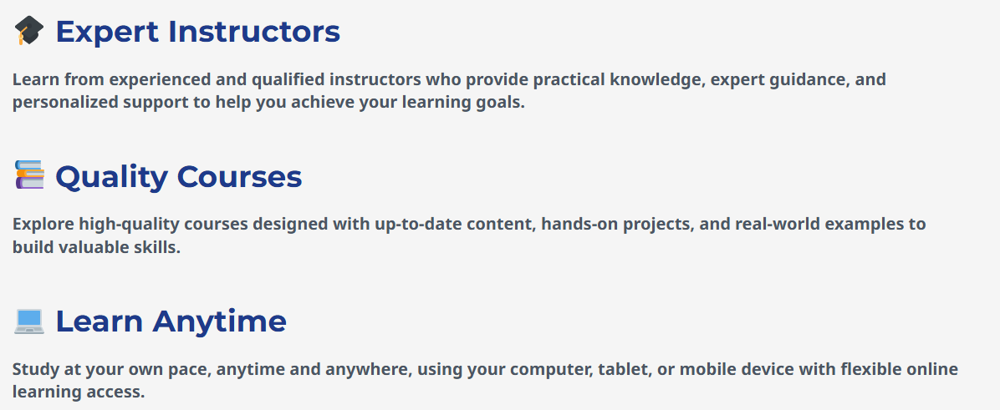 Expert Instructors
Learn from experienced and qualified instructors who provide practical knowledge, expert guidance, and
personalized support to help you achieve your learning goals.
Quality Courses
Explore high-quality courses designed with up-to-date content, hands-on projects, and real-world examples to
build valuable skills.
Learn Anytime
Study at your own pace, anytime and anywhere, using your computer, tablet, or mobile device with flexible online
learning access.